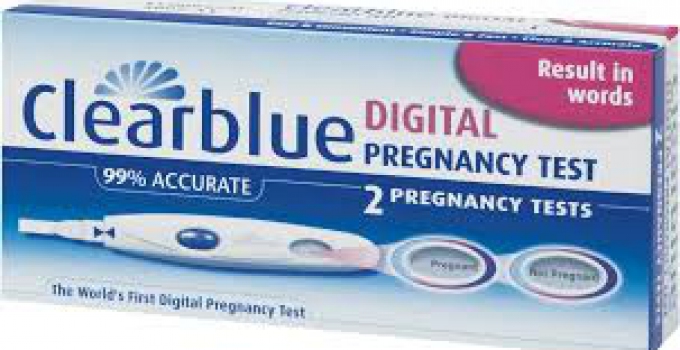 Result in
words
Clearblue
DIGITAL
PREGNANCY TEST
99% ACCURATE
2 PREGNANCY TESTS
Pregnant
Not Pregnant
The World's First Digital Pregnancy Test